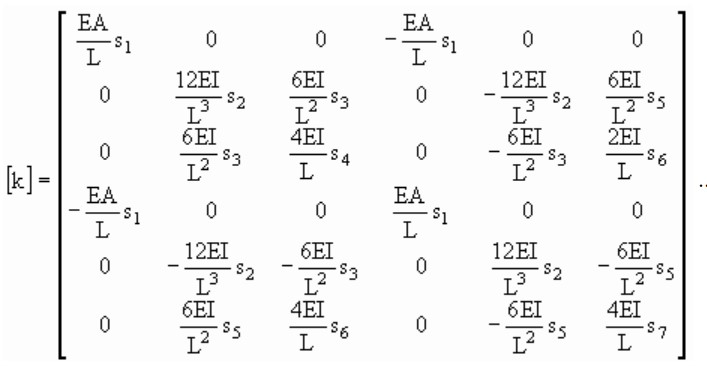 [k] = [ EA/L s₁  0  0  -EA/L s₁  0  0
0  12EI/L³ s₂  6EI/L² s₃  0  -12EI/L³ s₂  6EI/L² s₅
0  6EI/L² s₃  4EI/L s₄  0  -6EI/L² s₃  2EI/L s₆
-EA/L s₁  0  0  EA/L s₁  0  0
0  -12EI/L³ s₂  -6EI/L² s₃  0  12EI/L³ s₂  -6EI/L² s₅
0  6EI/L² s₅  4EI/L s₆  0  -6EI/L² s₅  4EI/L s₇ ] ..